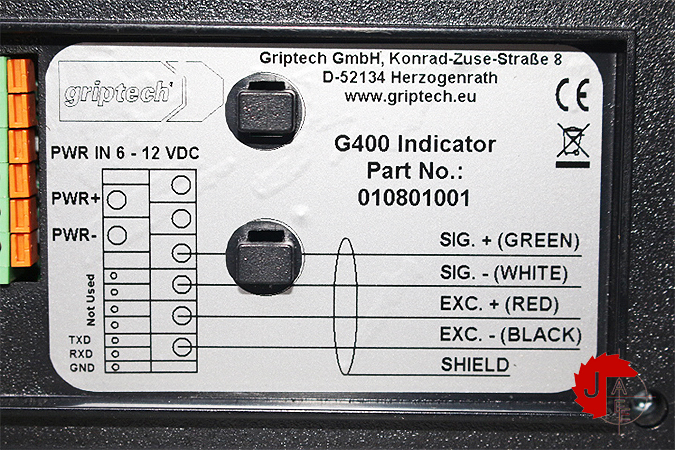 Griptech GmbH, Konrad-Zuse-Straße 8
D-52134 Herzogenrath
www.griptech.eu
griptech
CE
G400 Indicator
Part No.:
010801001
PWR IN 6 - 12 VDC
PWR+
PWR-
Not Used
TXD
RXD
GND
SIG. + (GREEN)
SIG. - (WHITE)
EXC. + (RED)
EXC. - (BLACK)
SHIELD
JASE